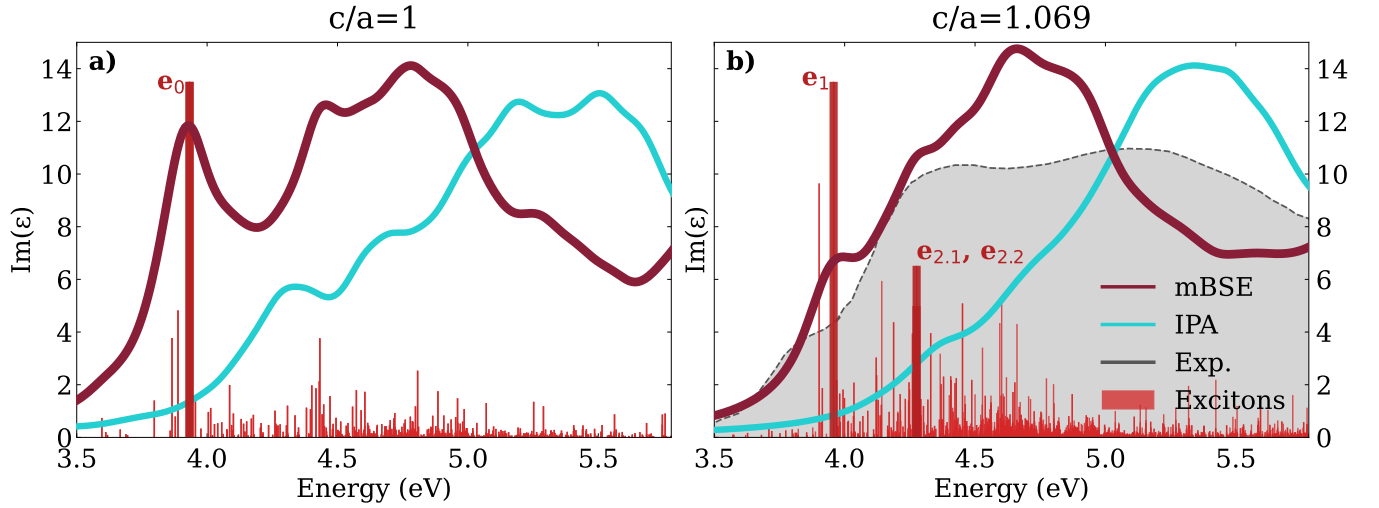 c/a=1
c/a=1.069
a)
b)
e₀
e₁
e₂.₁, e₂.₂
mBSE
IPA
Exp.
Excitons
Im(ε)
Im(ε)
0
2
4
6
8
10
12
14
0
2
4
6
8
10
12
14
3.5 4.0 4.5 5.0 5.5
3.5 4.0 4.5 5.0 5.5
Energy (eV)
Energy (eV)